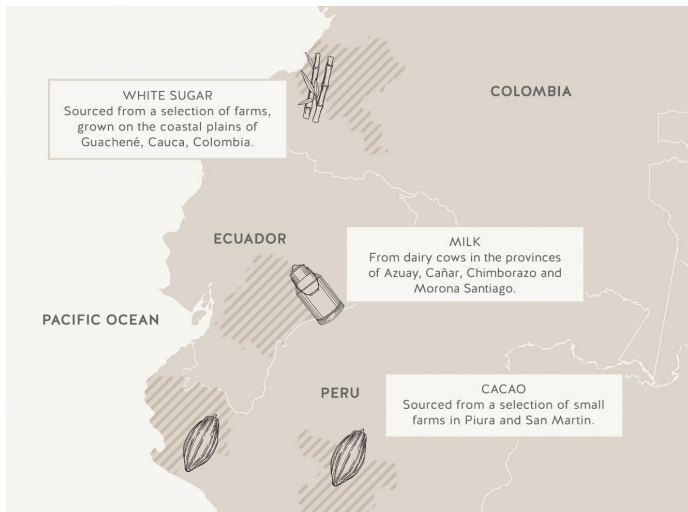 WHITE SUGAR
Sourced from a selection of farms,
grown on the coastal plains of
Guachené, Cauca, Colombia.
COLOMBIA
ECUADOR
MILK
From dairy cows in the provinces
of Azuay, Cañar, Chimborazo and
Morona Santiago.
PACIFIC OCEAN
PERU
CACAO
Sourced from a selection of small
farms in Piura and San Martin.